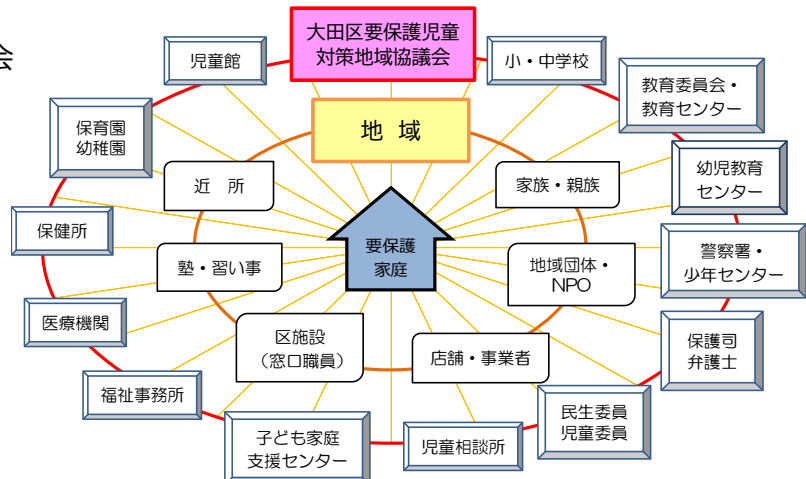 会
大田区要保護児童
対策地域協議会
児童館
小・中学校
教育委員会・
教育センター
保育園
幼稚園
地 域
近 所
家族・親族
幼児教育
センター
保健所
要保護
家庭
塾・習い事
地域団体・
NPO
警察署・
少年センター
医療機関
区施設
（窓口職員）
店舗・事業者
保護司
弁護士
福祉事務所
子ども家庭
支援センター
児童相談所
民生委員
児童委員